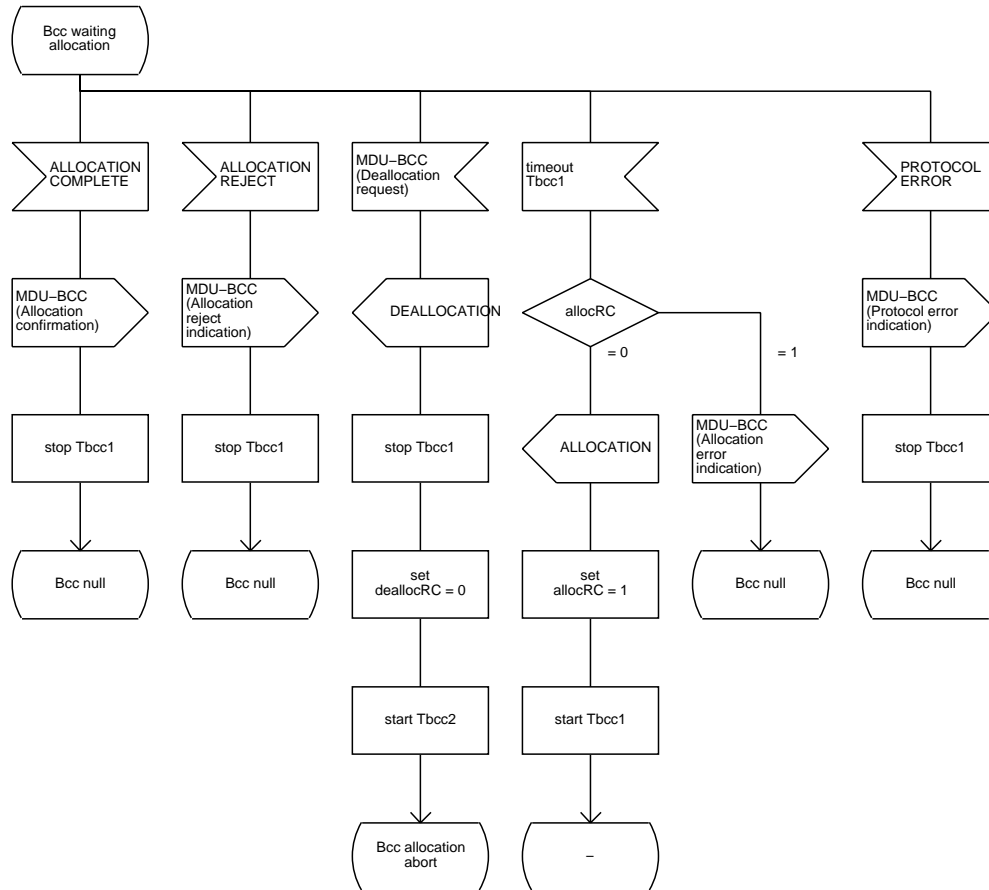 Bcc waiting
allocation
ALLOCATION
COMPLETE
ALLOCATION
REJECT
MDU−BCC
(Deallocation
request)
timeout
Tbcc1
PROTOCOL
ERROR
MDU−BCC
(Allocation
confirmation)
MDU−BCC
(Allocation
reject
indication)
DEALLOCATION
allocRC
MDU−BCC
(Protocol error
indication)
= 0
= 1
stop Tbcc1
stop Tbcc1
stop Tbcc1
ALLOCATION
MDU−BCC
(Allocation
error
indication)
stop Tbcc1
Bcc null
Bcc null
set
deallocRC = 0
set
allocRC = 1
Bcc null
Bcc null
start Tbcc2
start Tbcc1
Bcc allocation
abort
−